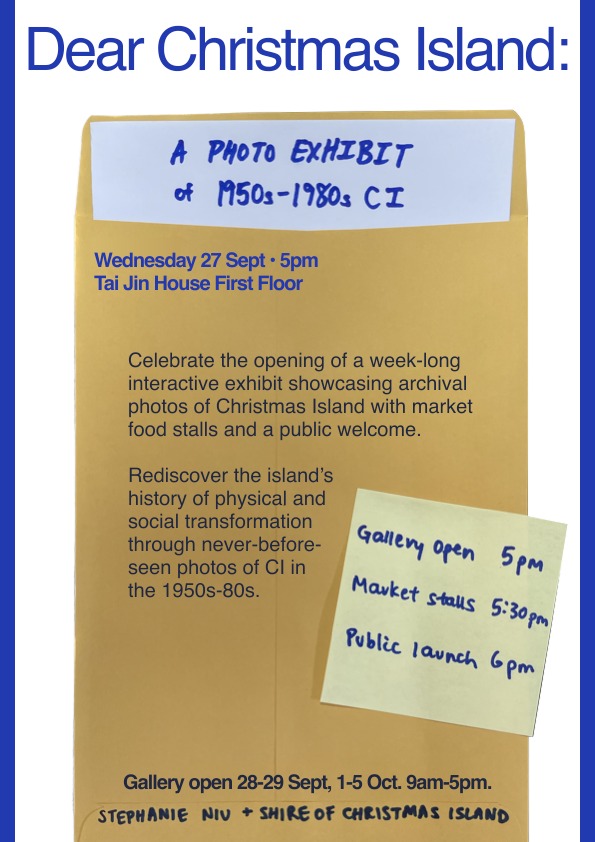 Dear Christmas Island:
A PHOTO EXHIBIT
of 1950s-1980s CI
Wednesday 27 Sept • 5pm
Tai Jin House First Floor
Celebrate the opening of a week-long
interactive exhibit showcasing archival
photos of Christmas Island with market
food stalls and a public welcome.
Rediscover the island's
history of physical and
social transformation
through never-before-
seen photos of CI in
the 1950s-80s.
Gallery open 5pm
Market stalls 5:30pm
Public launch 6pm
Gallery open 28-29 Sept, 1-5 Oct. 9am-5pm.
STEPHANIE NIU + SHIRE OF CHRISTMAS ISLAND